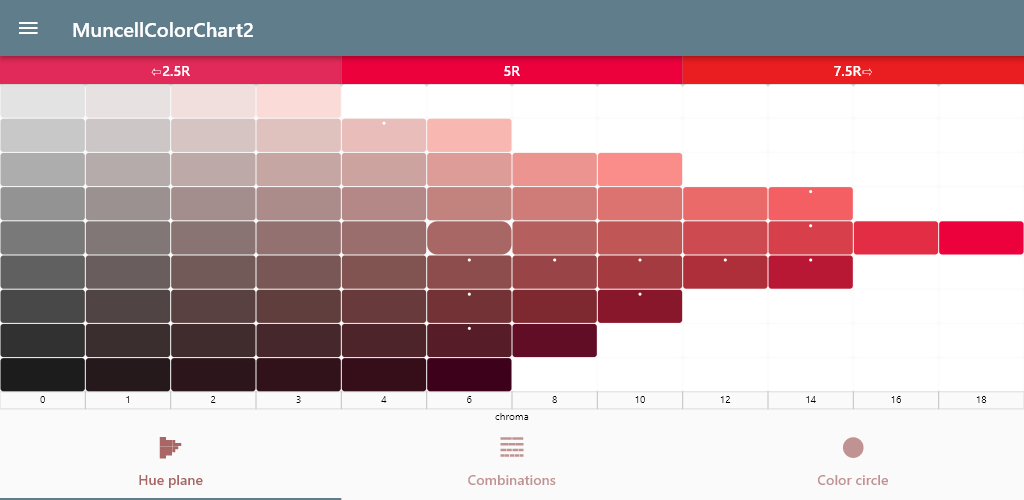 MuncellColorChart2
⇦2.5R 5R 7.5R⇨
0 1 2 3 4 6 8 10 12 14 16 18
chroma
Hue plane Combinations Color circle